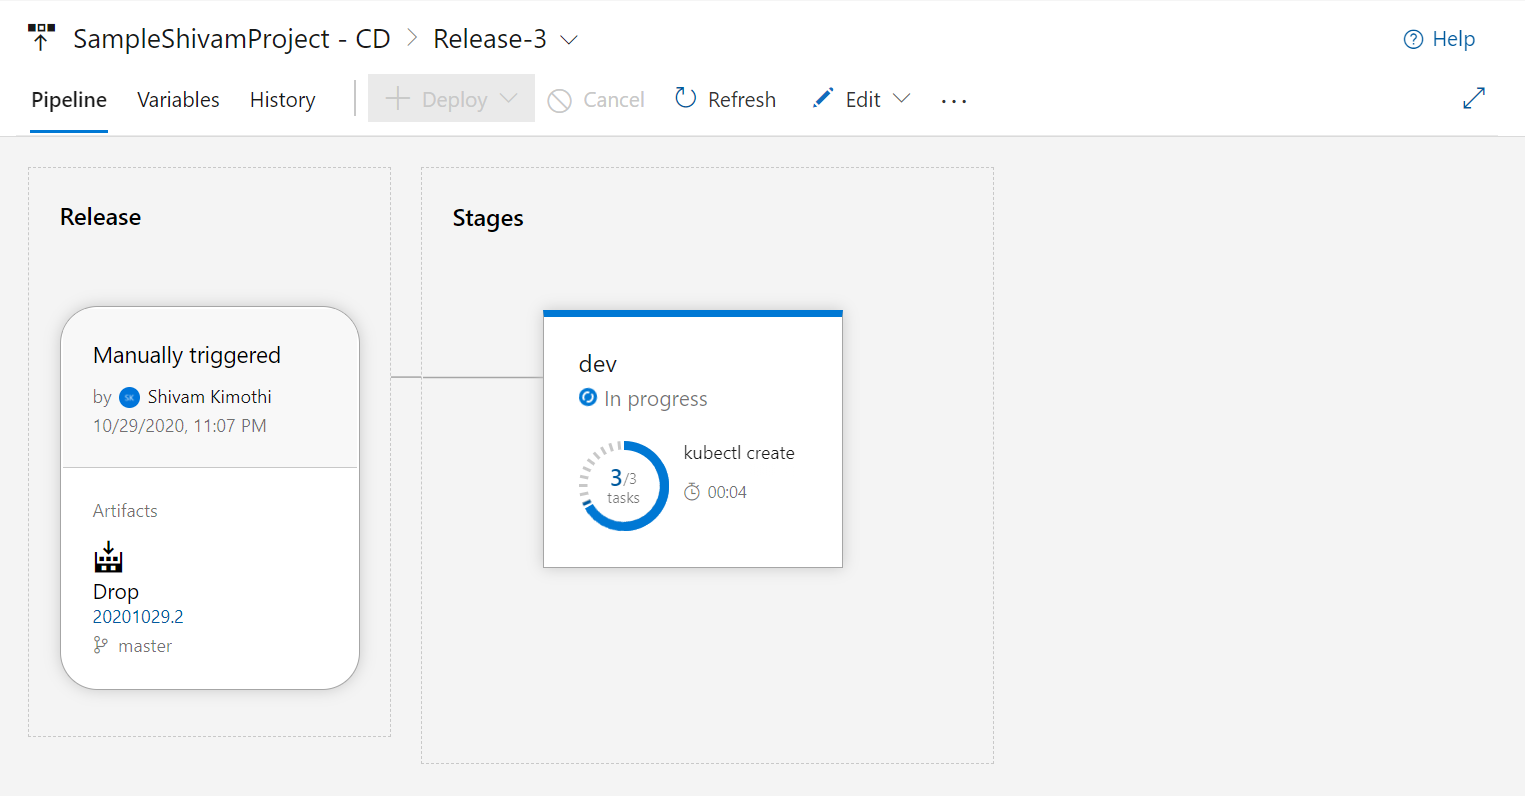 SampleShivamProject - CD > Release-3
Help
Pipeline Variables History Deploy Cancel Refresh Edit ...
Release
Manually triggered
by SK Shivam Kimothi
10/29/2020, 11:07 PM
Artifacts
Drop
20201029.2
master
Stages
dev
In progress
3/3
tasks
kubectl create
00:04